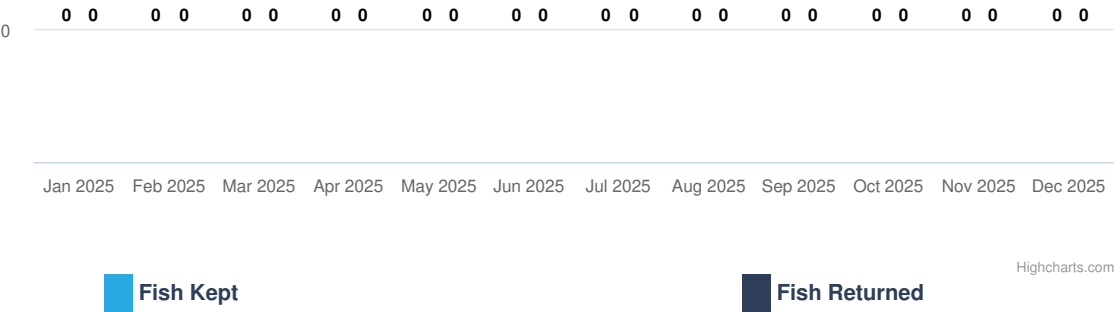 0 0 0 0 0 0 0 0 0 0 0 0 0 0 0 0 0 0 0 0 0 0 0 0
0
Jan 2025 Feb 2025 Mar 2025 Apr 2025 May 2025 Jun 2025 Jul 2025 Aug 2025 Sep 2025 Oct 2025 Nov 2025 Dec 2025
Highcharts.com
Fish Kept Fish Returned